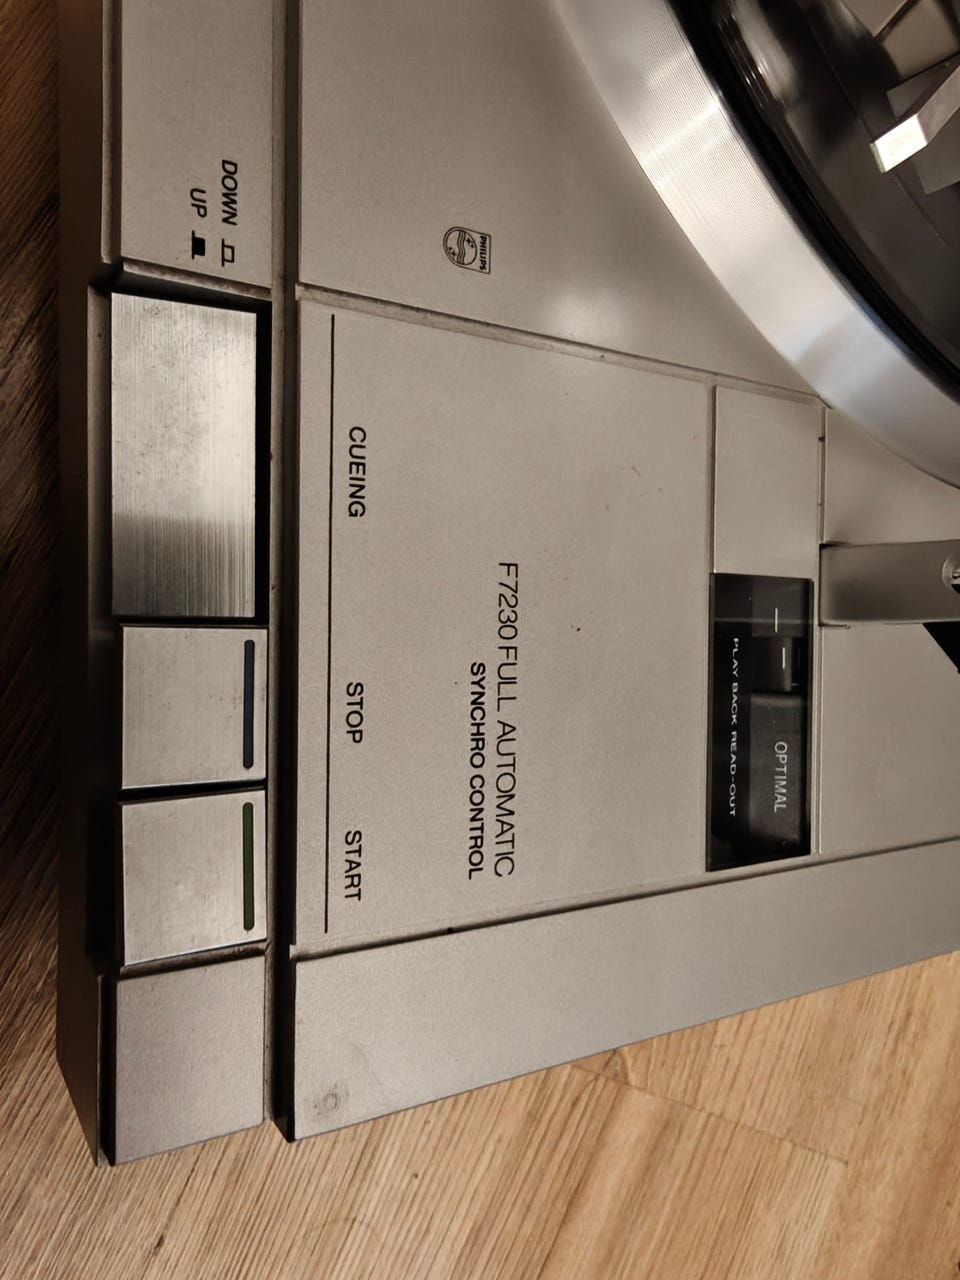 PHILIPS
OPTIMAL
PLAY BACK READ-OUT
F7230 FULL AUTOMATIC
SYNCHRO CONTROL
CUEING STOP START
DOWN
UP